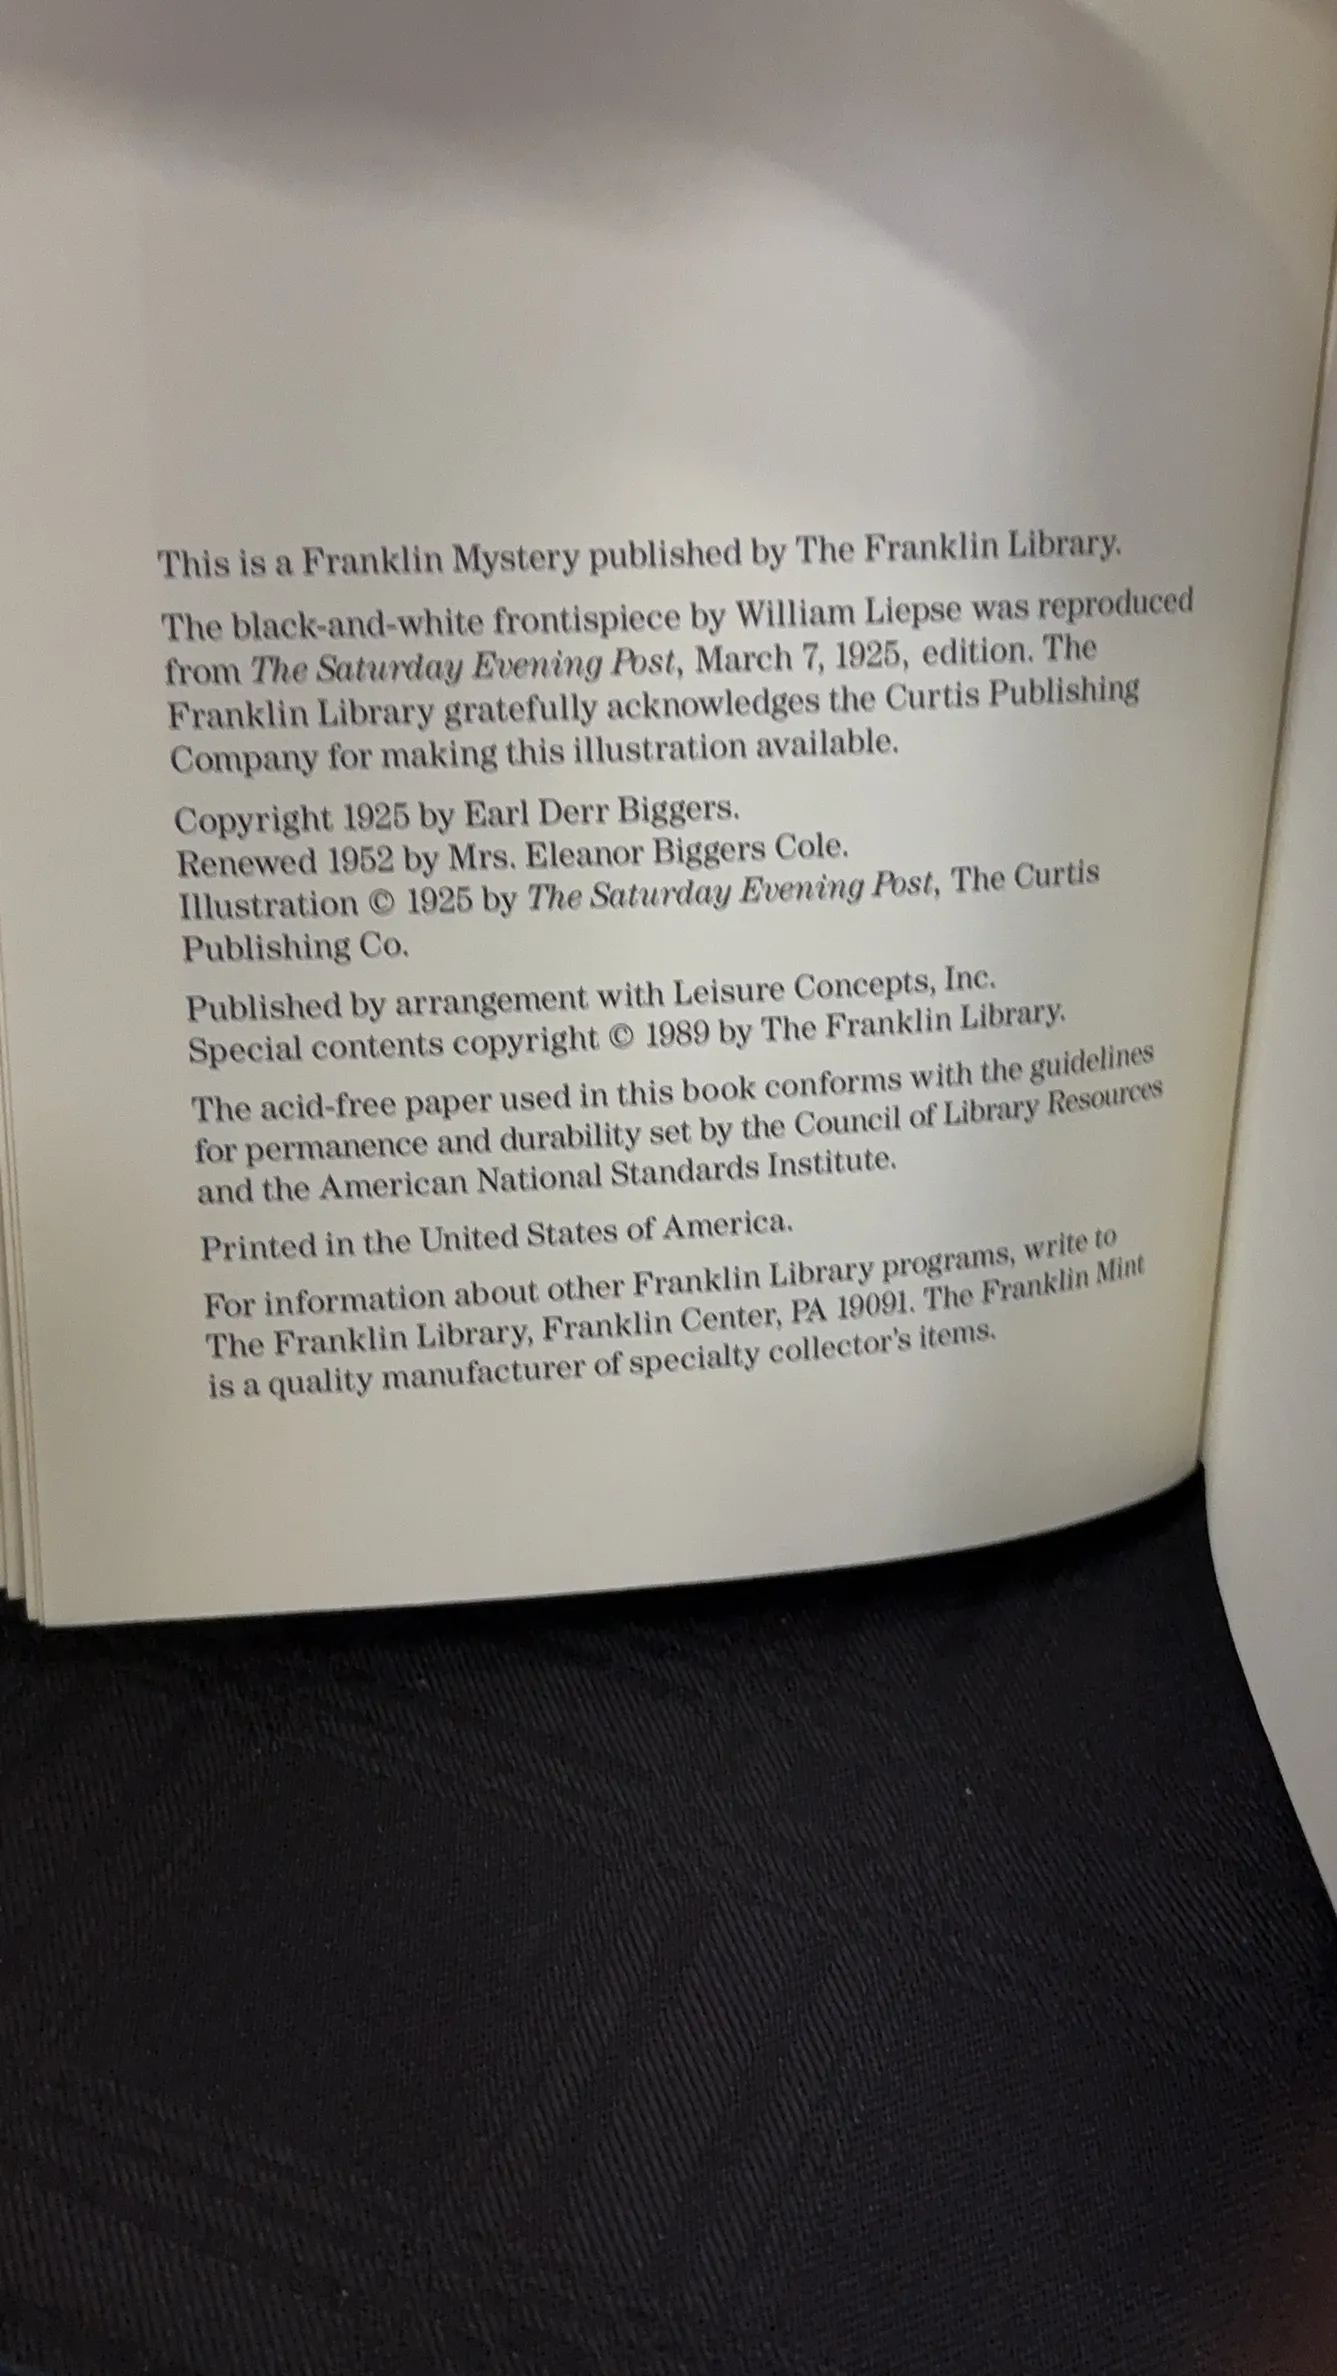 This is a Franklin Mystery published by The Franklin Library.
The black-and-white frontispiece by William Liepse was reproduced
from The Saturday Evening Post, March 7, 1925, edition. The
Franklin Library gratefully acknowledges the Curtis Publishing
Company for making this illustration available.
Copyright 1925 by Earl Derr Biggers.
Renewed 1952 by Mrs. Eleanor Biggers Cole.
Illustration © 1925 by The Saturday Evening Post, The Curtis
Publishing Co.
Published by arrangement with Leisure Concepts, Inc.
Special contents copyright © 1989 by The Franklin Library.
The acid-free paper used in this book conforms with the guidelines
for permanence and durability set by the Council of Library Resources
and the American National Standards Institute.
Printed in the United States of America.
For information about other Franklin Library programs, write to
The Franklin Library, Franklin Center, PA 19091. The Franklin Mint
is a quality manufacturer of specialty collector's items.